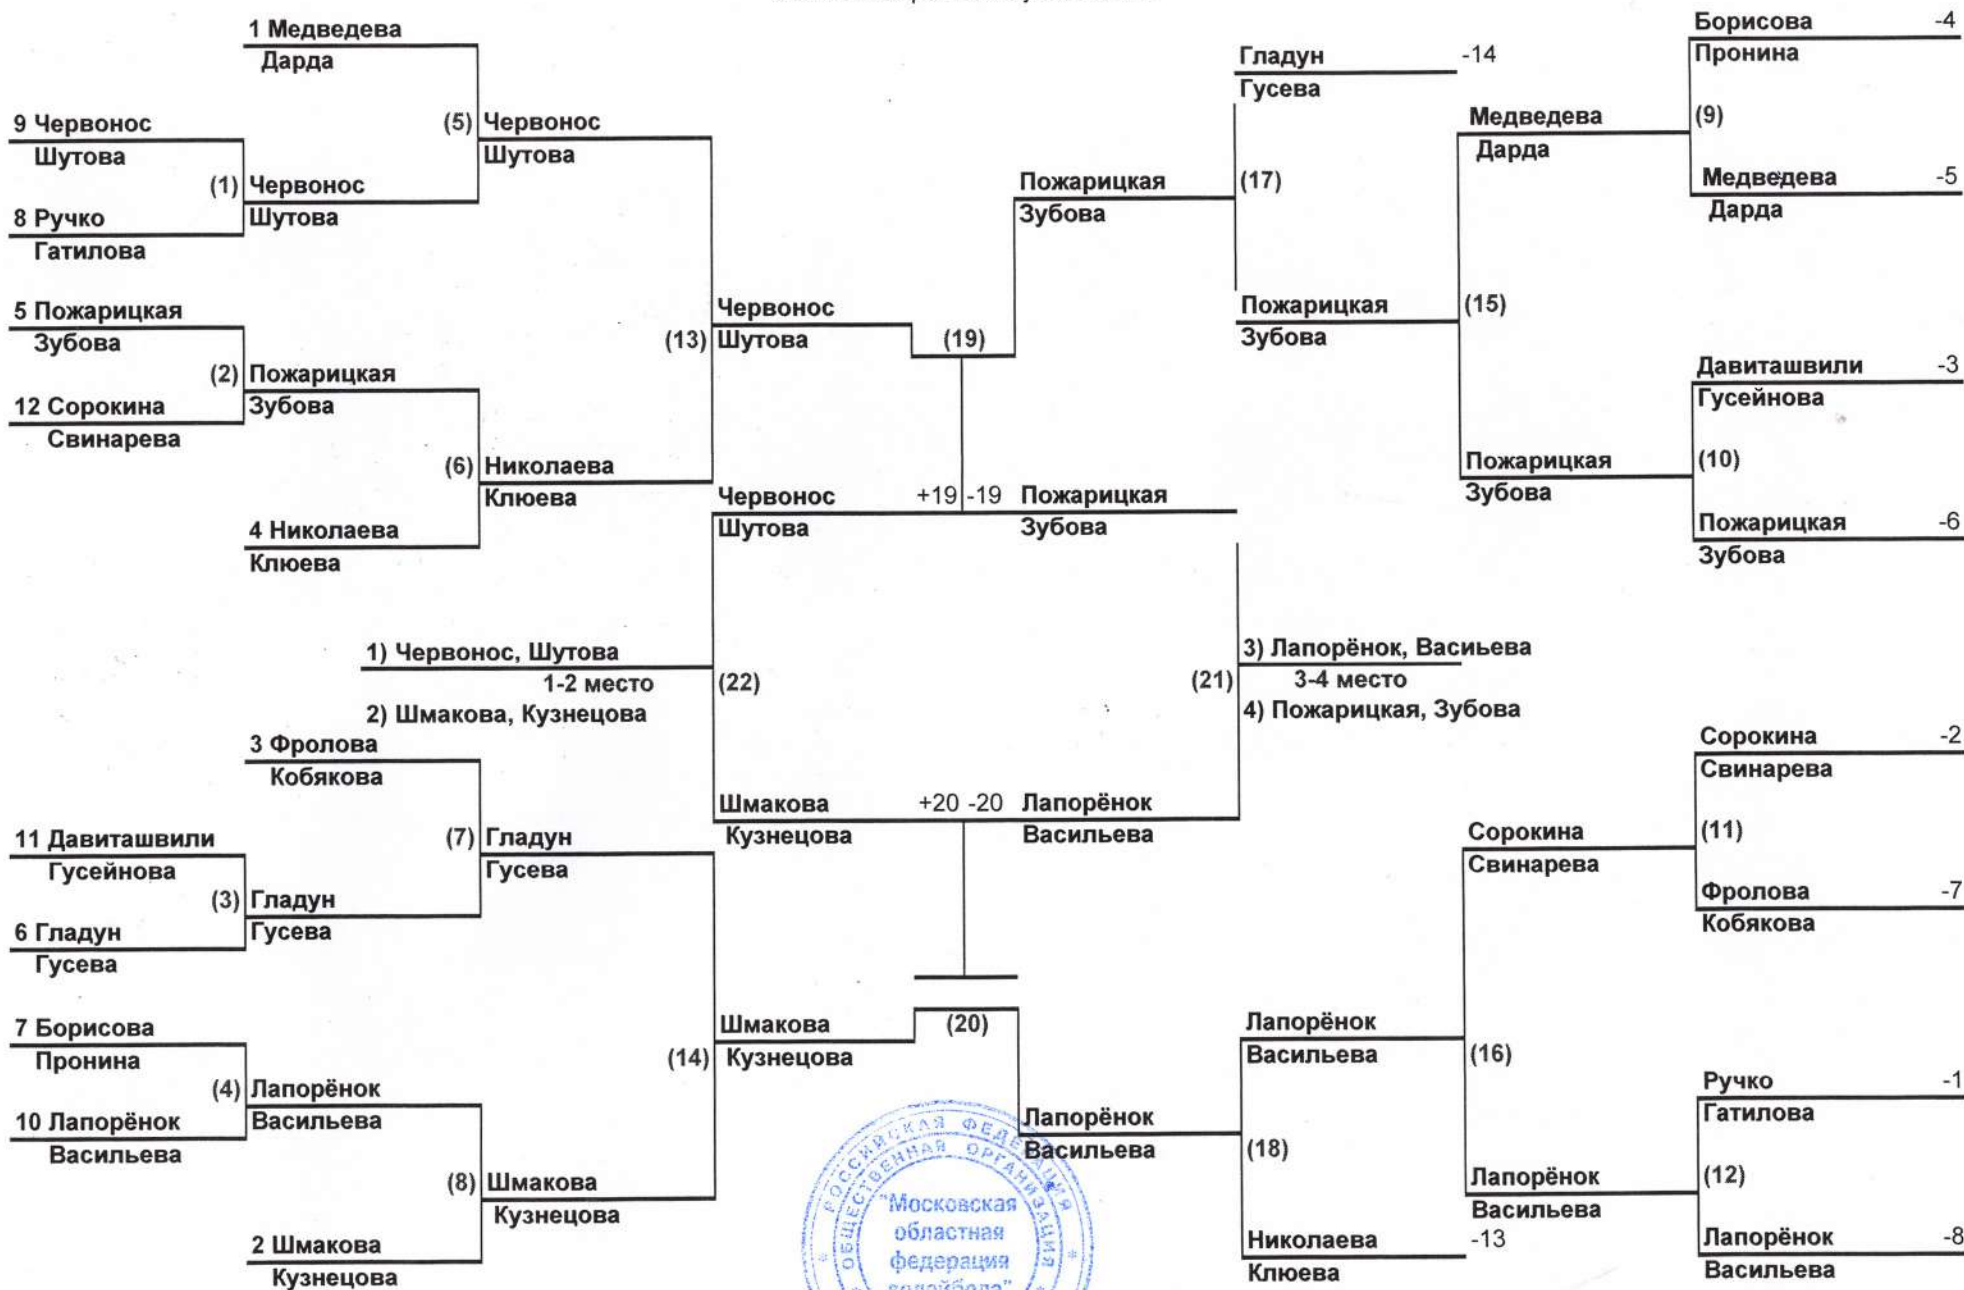 1 Медведева
Дарда
9 Червонос
Шутова
(1)
8 Ручко
Гатилова
Червонос
Шутова
(5)
Червонос
Шутова
5 Пожарицкая
Зубова
(2)
12 Сорокина
Свинарева
Пожарицкая
Зубова
(6)
Николаева
Клюева
4 Николаева
Клюева
(13)
Червонос
Шутова
(19)
Пожарицкая
Зубова
Гладун -14
Гусева
(17)
Пожарицкая
Зубова
Медведева
Дарда
(15)
Пожарицкая
Зубова
Борисова -4
Пронина
(9)
Медведева -5
Дарда
Давиташвили -3
Гусейнова
(10)
Пожарицкая -6
Зубова
Червонос +19 -19 Пожарицкая
Шутова Зубова
1) Червонос, Шутова
1-2 место
2) Шмакова, Кузнецова
(22)
(21)
3) Лапорёнок, Васиьева
3-4 место
4) Пожарицкая, Зубова
Шмакова +20 -20 Лапорёнок
Кузнецова Васильева
3 Фролова
Кобякова
11 Давиташвили
Гусейнова
(3)
6 Гладун
Гусева
Гладун
Гусева
(7)
Гладун
Гусева
7 Борисова
Пронина
(4)
10 Лапорёнок
Васильева
Лапорёнок
Васильева
(8)
Шмакова
Кузнецова
2 Шмакова
Кузнецова
(14)
Шмакова
Кузнецова
(20)
Лапорёнок
Васильева
Лапорёнок
Васильева
(18)
Николаева -13
Клюева
Сорокина
Свинарева
(16)
Лапорёнок
Васильева
Сорокина -2
Свинарева
(11)
Фролова -7
Кобякова
Ручко -1
Гатилова
(12)
Лапорёнок -8
Васильева
РОССИЙСКАЯ ФЕДЕРАЦИЯ
ОБЩЕСТВЕННАЯ ОРГАНИЗАЦИЯ
"Московская
областная
федерация
волейбола"